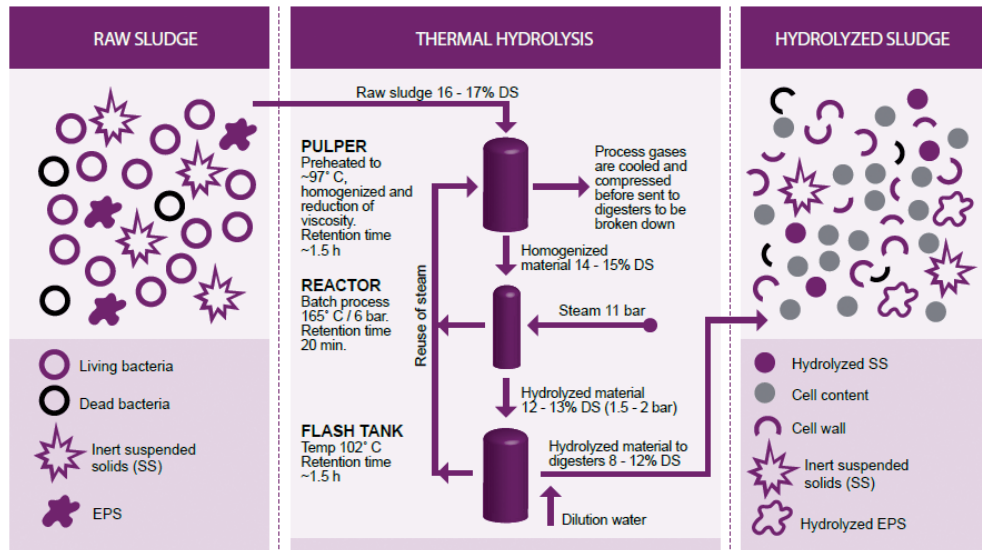 RAW SLUDGE
THERMAL HYDROLYSIS
HYDROLYZED SLUDGE
Raw sludge 16 - 17% DS
PULPER
Preheated to
~97° C,
homogenized and
reduction of
viscosity.
Retention time
~1.5 h
Process gases
are cooled and
compressed
before sent to
digesters to be
broken down
Homogenized
material 14 - 15% DS
REACTOR
Batch process
165° C / 6 bar.
Retention time
20 min.
Reuse of steam
Steam 11 bar
Hydrolyzed material
12 - 13% DS (1.5 - 2 bar)
FLASH TANK
Temp 102° C
Retention time
~1.5 h
Hydrolyzed material to
digesters 8 - 12% DS
Dilution water
Living bacteria
Dead bacteria
Inert suspended
solids (SS)
EPS
Hydrolyzed SS
Cell content
Cell wall
Inert suspended
solids (SS)
Hydrolyzed EPS